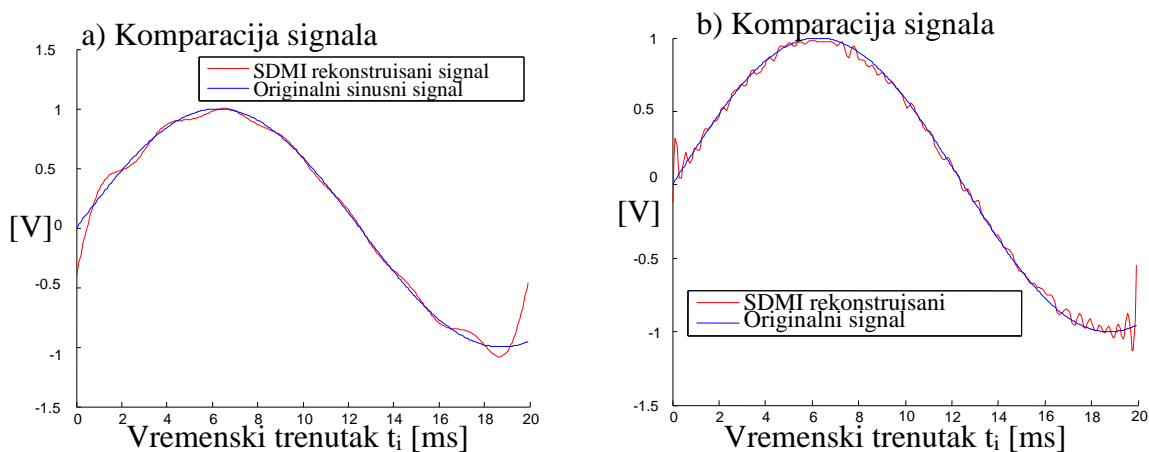 a) Komparacija signala
1.5
SDMI rekonstruisani signal
Originalni sinusni signal
1
0.5
[V] 0
-0.5
-1
-1.5
0 2 4 6 8 10 12 14 16 18 20
Vremenski trenutak ti [ms]
b) Komparacija signala
1
0.5
0
[V]
-0.5
SDMI rekonstruisani
Originalni signal
-1
-1.5
0 2 4 6 8 10 12 14 16 18 20
Vremenski trenutak ti [ms]